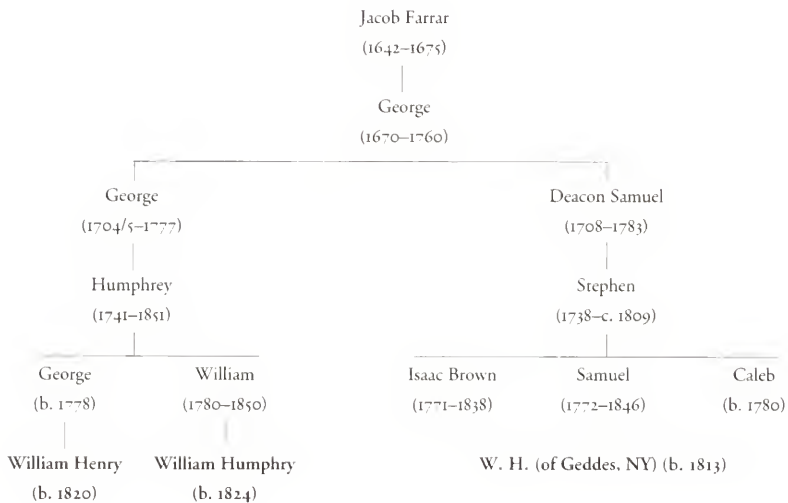 Jacob Farrar
(1642–1675)
George
(1670–1760)
George Deacon Samuel
(1704/5–1777) (1708–1783)
Humphrey Stephen
(1741–1851) (1738–c. 1809)
George William Isaac Brown Samuel Caleb
(b. 1778) (1780–1850) (1771–1838) (1772–1846) (b. 1780)
William Henry William Humphry W. H. (of Geddes, NY) (b. 1813)
(b. 1820) (b. 1824)